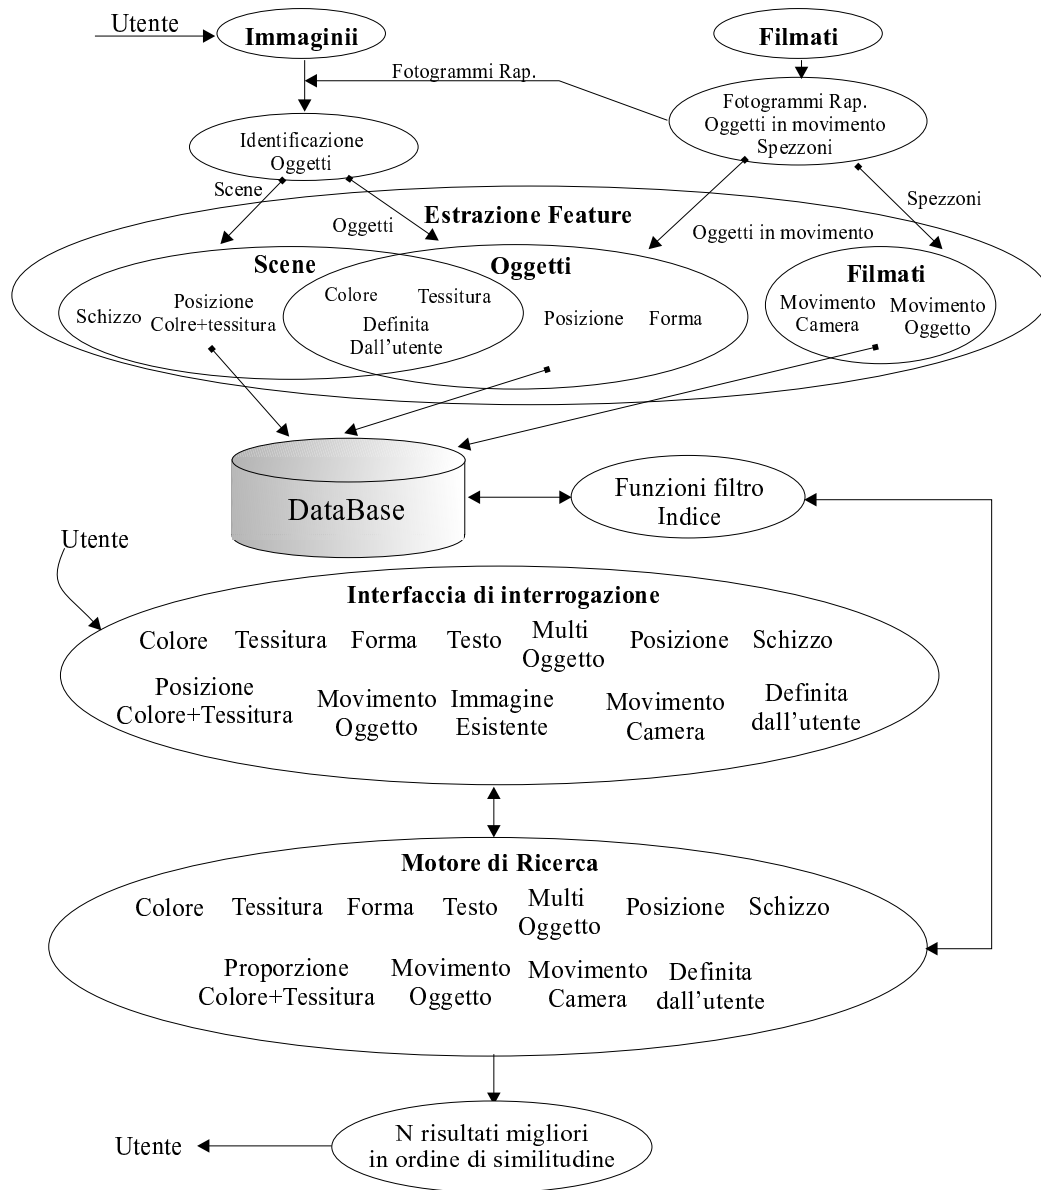 Utente
Immaginii
Filmati
Fotogrammi Rap.
Fotogrammi Rap.
Oggetti in movimento
Spezzoni
Identificazione
Oggetti
Scene
Oggetti
Estrazione Feature
Oggetti in movimento
Spezzoni
Scene
Schizzo
Posizione
Colre+tessitura
Oggetti
Colore
Tessitura
Definita
Dall'utente
Posizione
Forma
Filmati
Movimento
Camera
Movimento
Oggetto
DataBase
Funzioni filtro
Indice
Utente
Interfaccia di interrogazione
Colore
Tessitura
Forma
Testo
Multi
Oggetto
Posizione
Schizzo
Posizione
Colore+Tessitura
Movimento
Oggetto
Immagine
Esistente
Movimento
Camera
Definita
dall'utente
Motore di Ricerca
Colore
Tessitura
Forma
Testo
Multi
Oggetto
Posizione
Schizzo
Proporzione
Colore+Tessitura
Movimento
Oggetto
Movimento
Camera
Definita
dall'utente
N risultati migliori
in ordine di similitudine
Utente